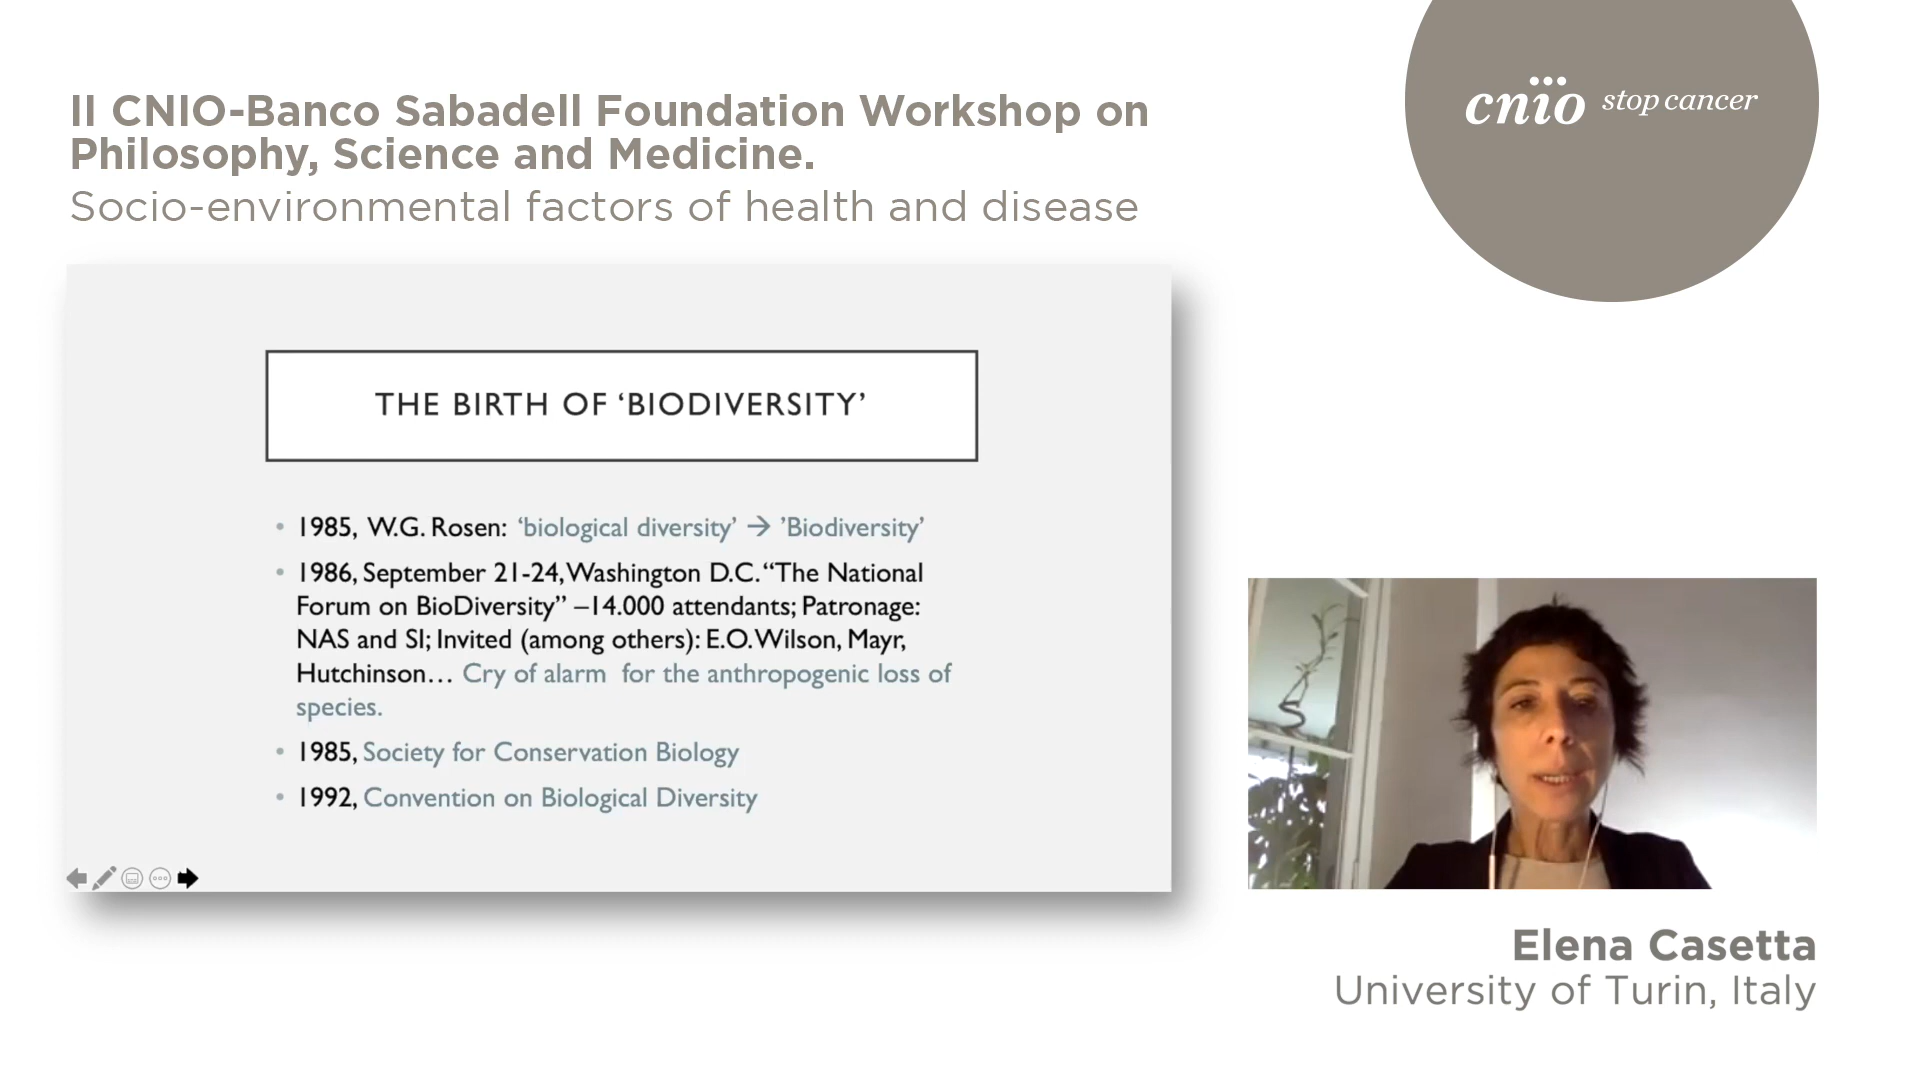 II CNIO-Banco Sabadell Foundation Workshop on
Philosophy, Science and Medicine.
Socio-environmental factors of health and disease
cnio stop cancer
THE BIRTH OF ‘BIODIVERSITY’
• 1985, W.G. Rosen: ‘biological diversity’ → ’Biodiversity’
• 1986, September 21-24, Washington D.C. “The National
Forum on BioDiversity” –14.000 attendants; Patronage:
NAS and SI; Invited (among others): E.O. Wilson, Mayr,
Hutchinson… Cry of alarm for the anthropogenic loss of
species.
• 1985, Society for Conservation Biology
• 1992, Convention on Biological Diversity
Elena Casetta
University of Turin, Italy